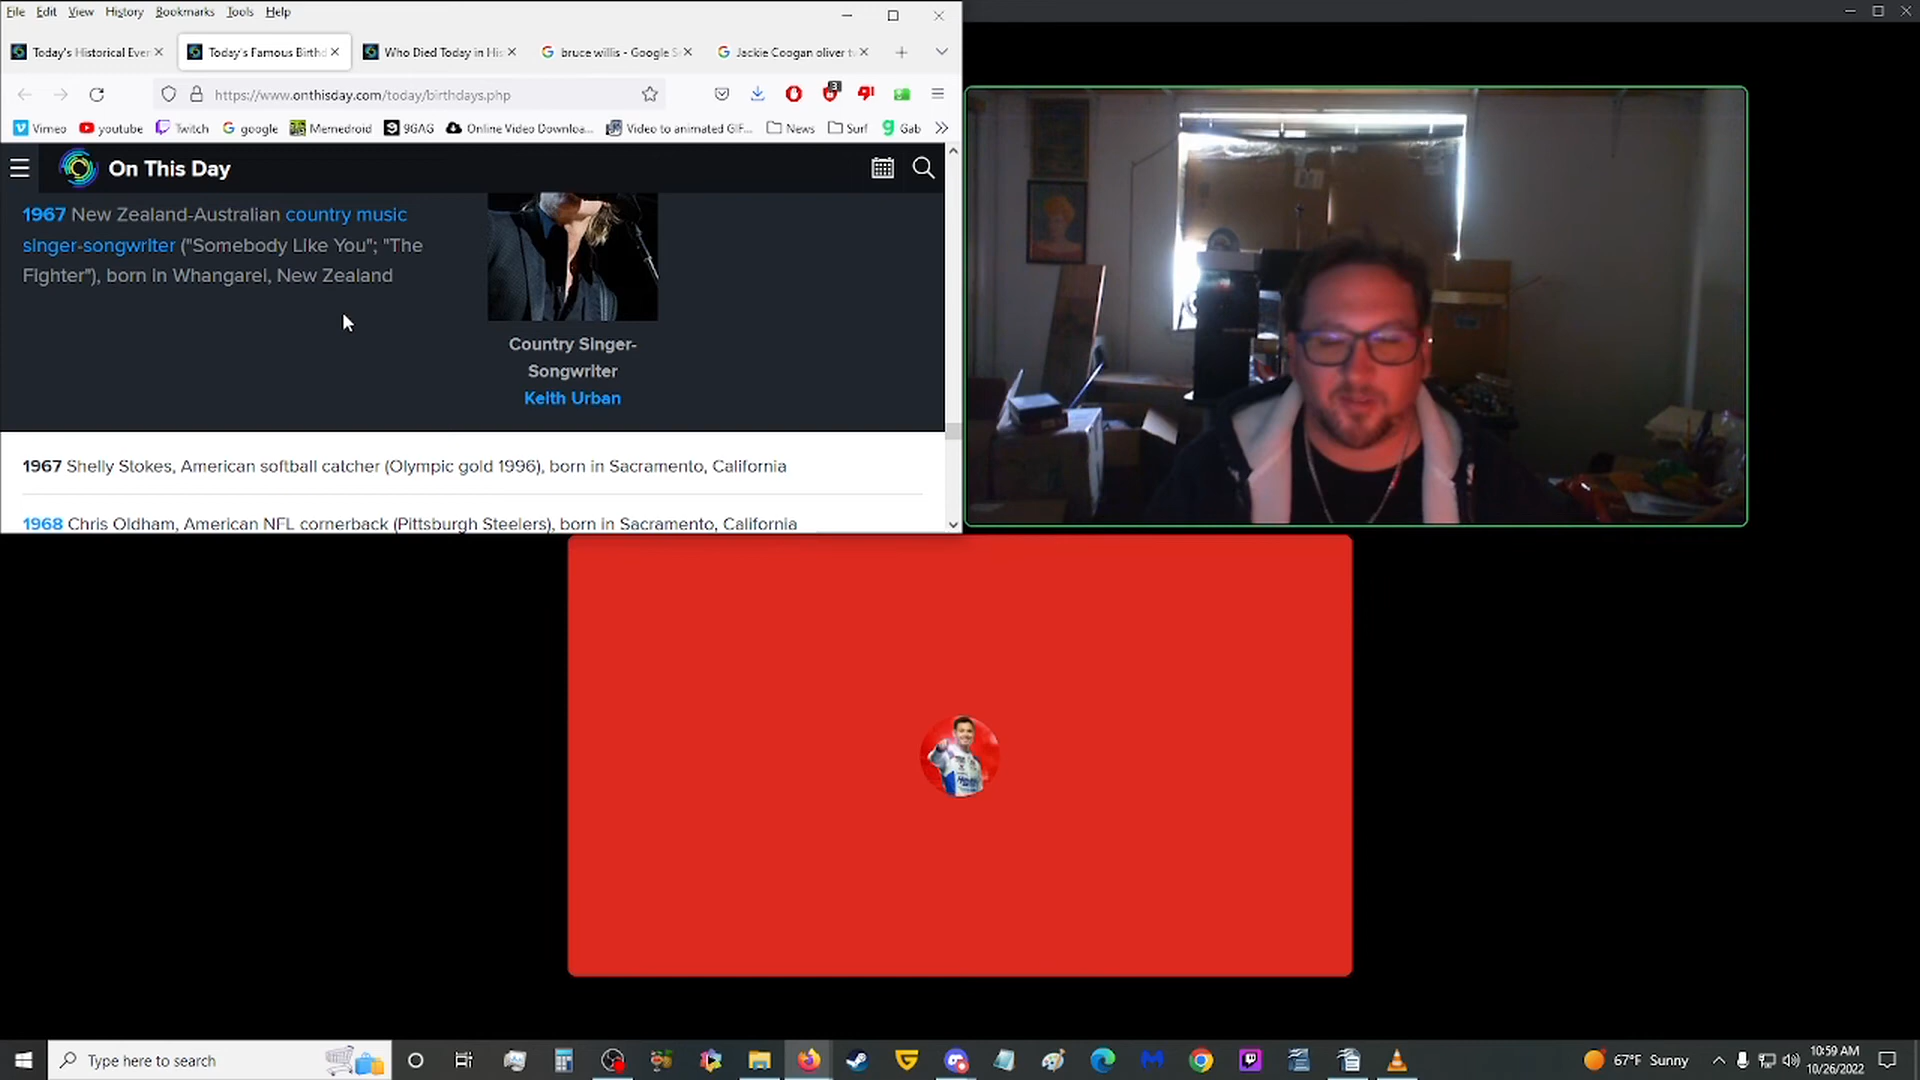 File Edit View History Bookmarks Tools Help
Today's Historical Even
Today's Famous Birthd
Who Died Today in His
bruce willis - Google S
Jackie Coogan oliver tw
https://www.onthisday.com/today/birthdays.php
3
Vimeo youtube Twitch google Memedroid 9GAG Online Video Downloa... Video to animated GIF... News Surf Gab
On This Day
1967 New Zealand-Australian country music
singer-songwriter ("Somebody Like You"; "The
Fighter"), born in Whangarei, New Zealand
Country Singer-
Songwriter
Keith Urban
1967 Shelly Stokes, American softball catcher (Olympic gold 1996), born in Sacramento, California
1968 Chris Oldham, American NFL cornerback (Pittsburgh Steelers), born in Sacramento, California
Type here to search
67°F Sunny
10:59 AM
10/26/2022